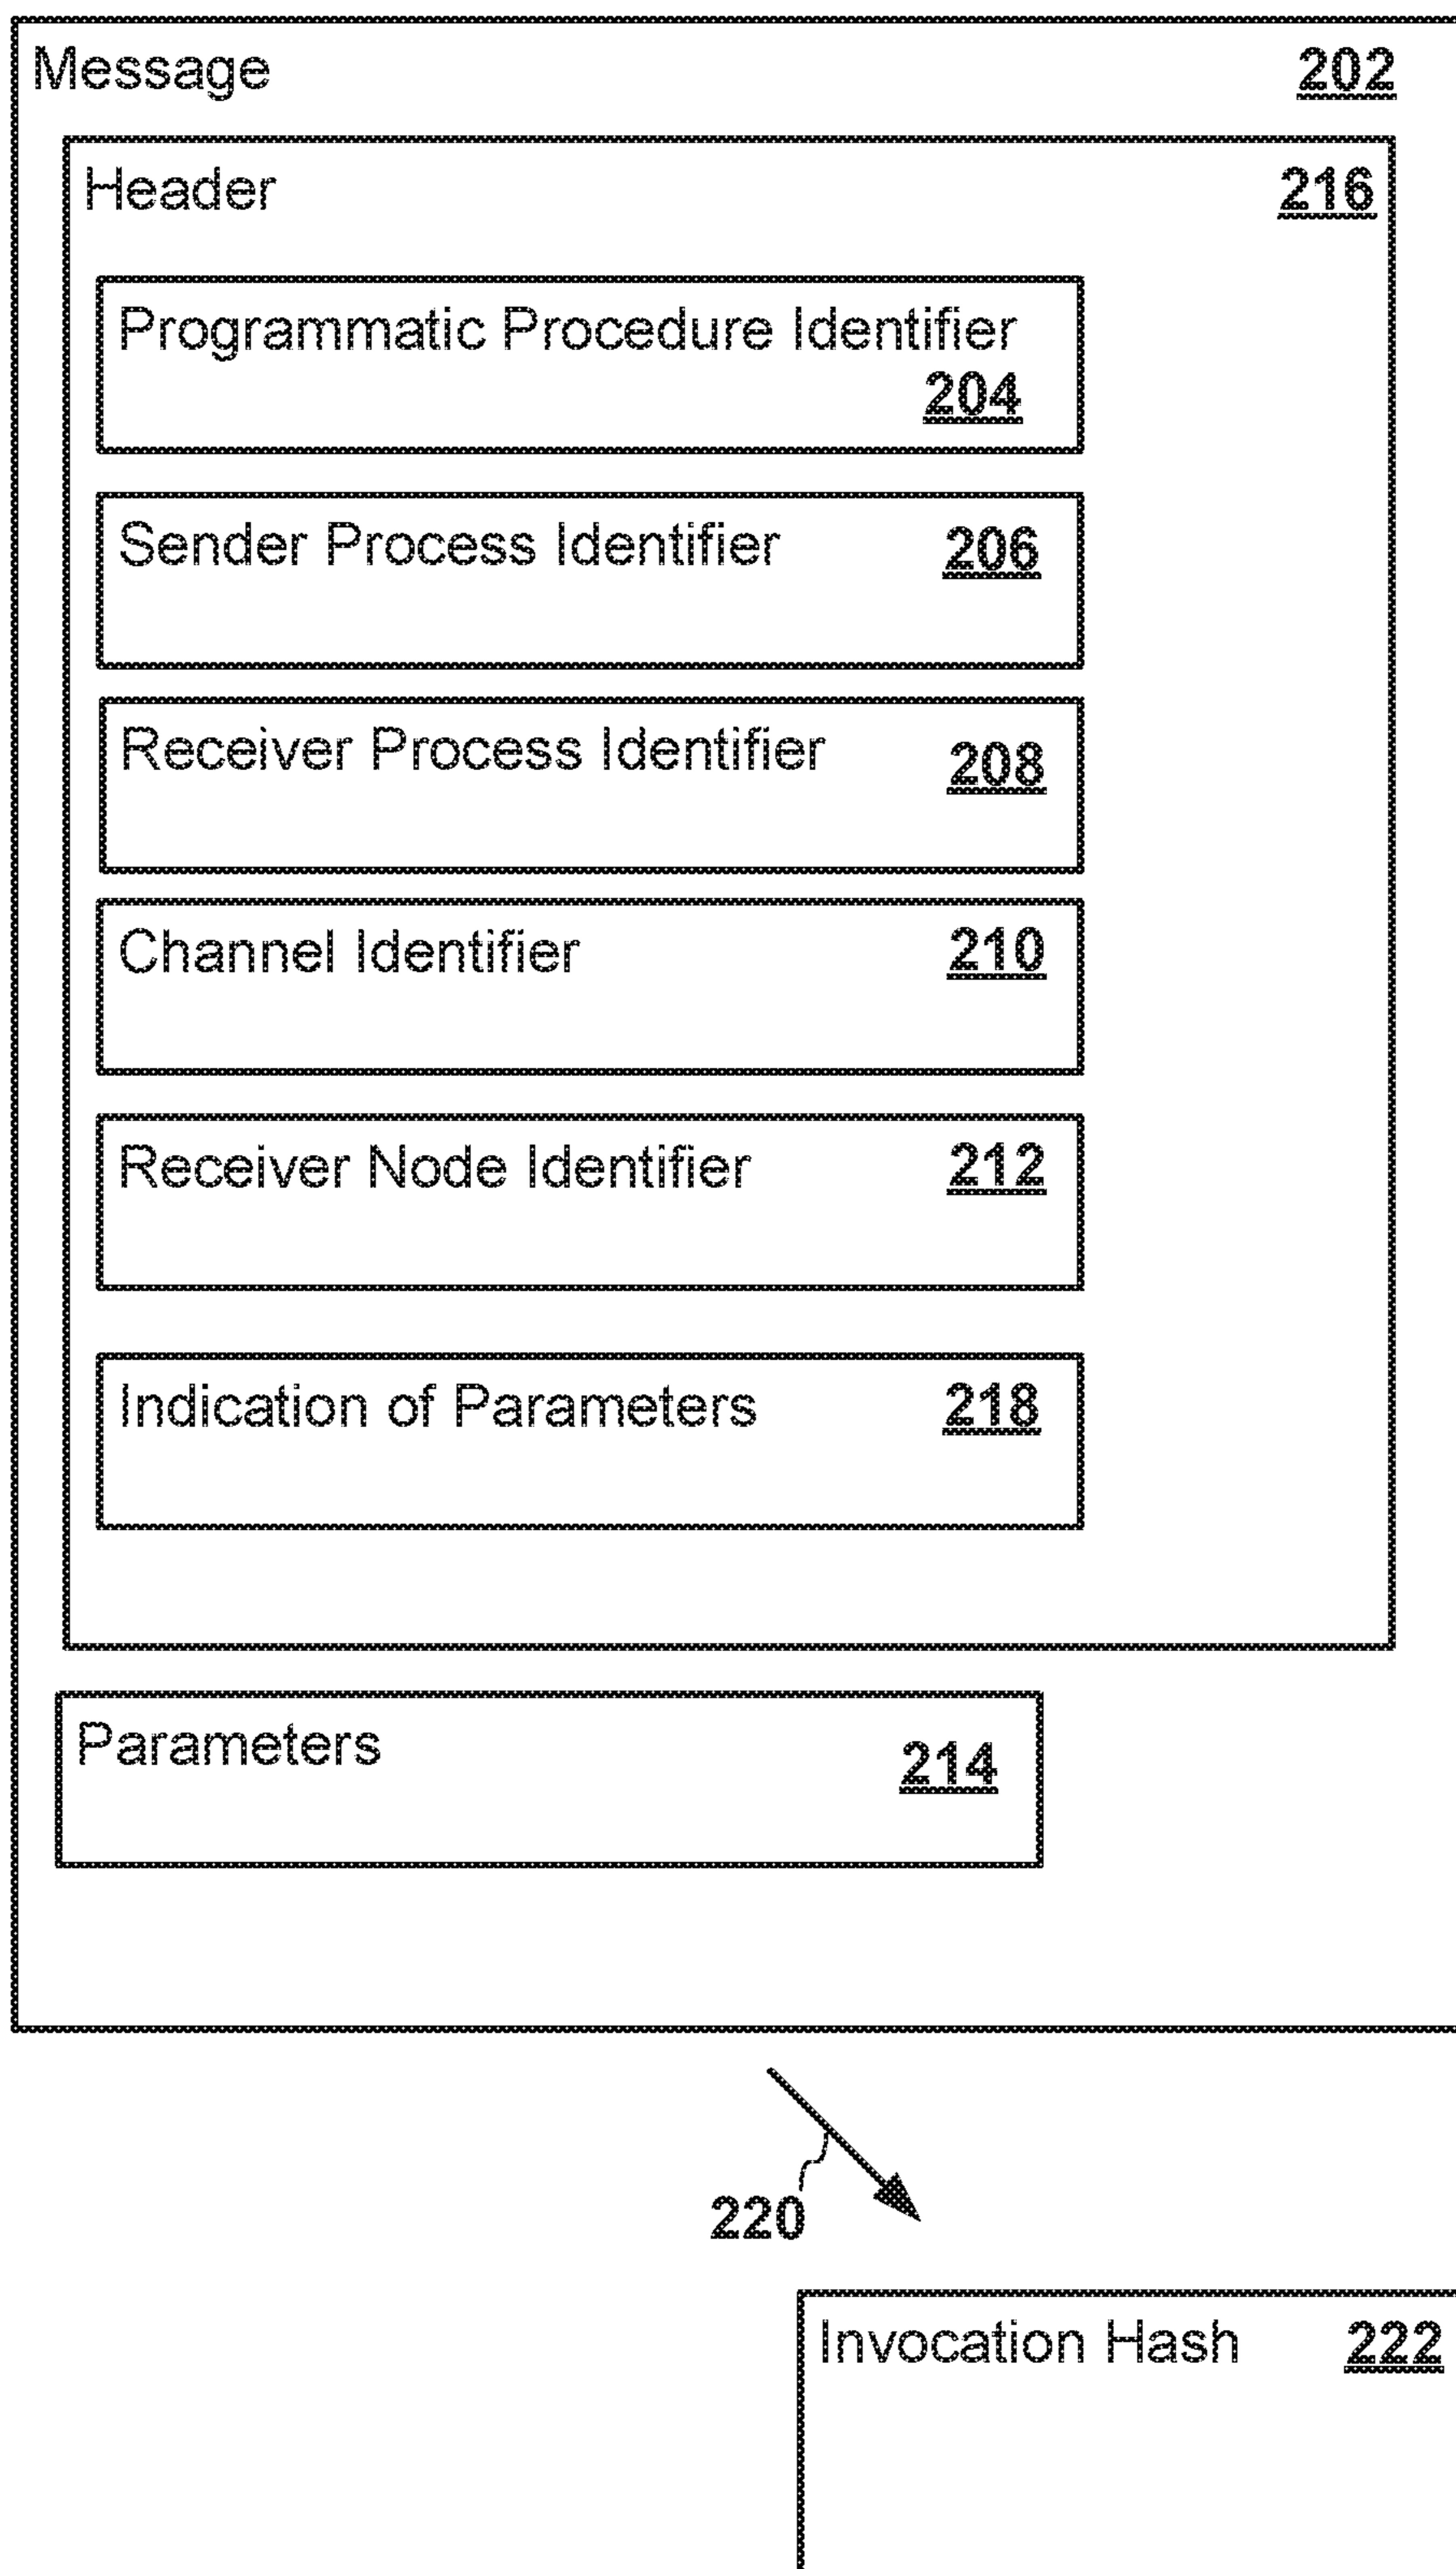 Message 202
Header 216
Programmatic Procedure Identifier
204
Sender Process Identifier 206
Receiver Process Identifier 208
Channel Identifier 210
Receiver Node Identifier 212
Indication of Parameters 218
Parameters 214
220
Invocation Hash 222